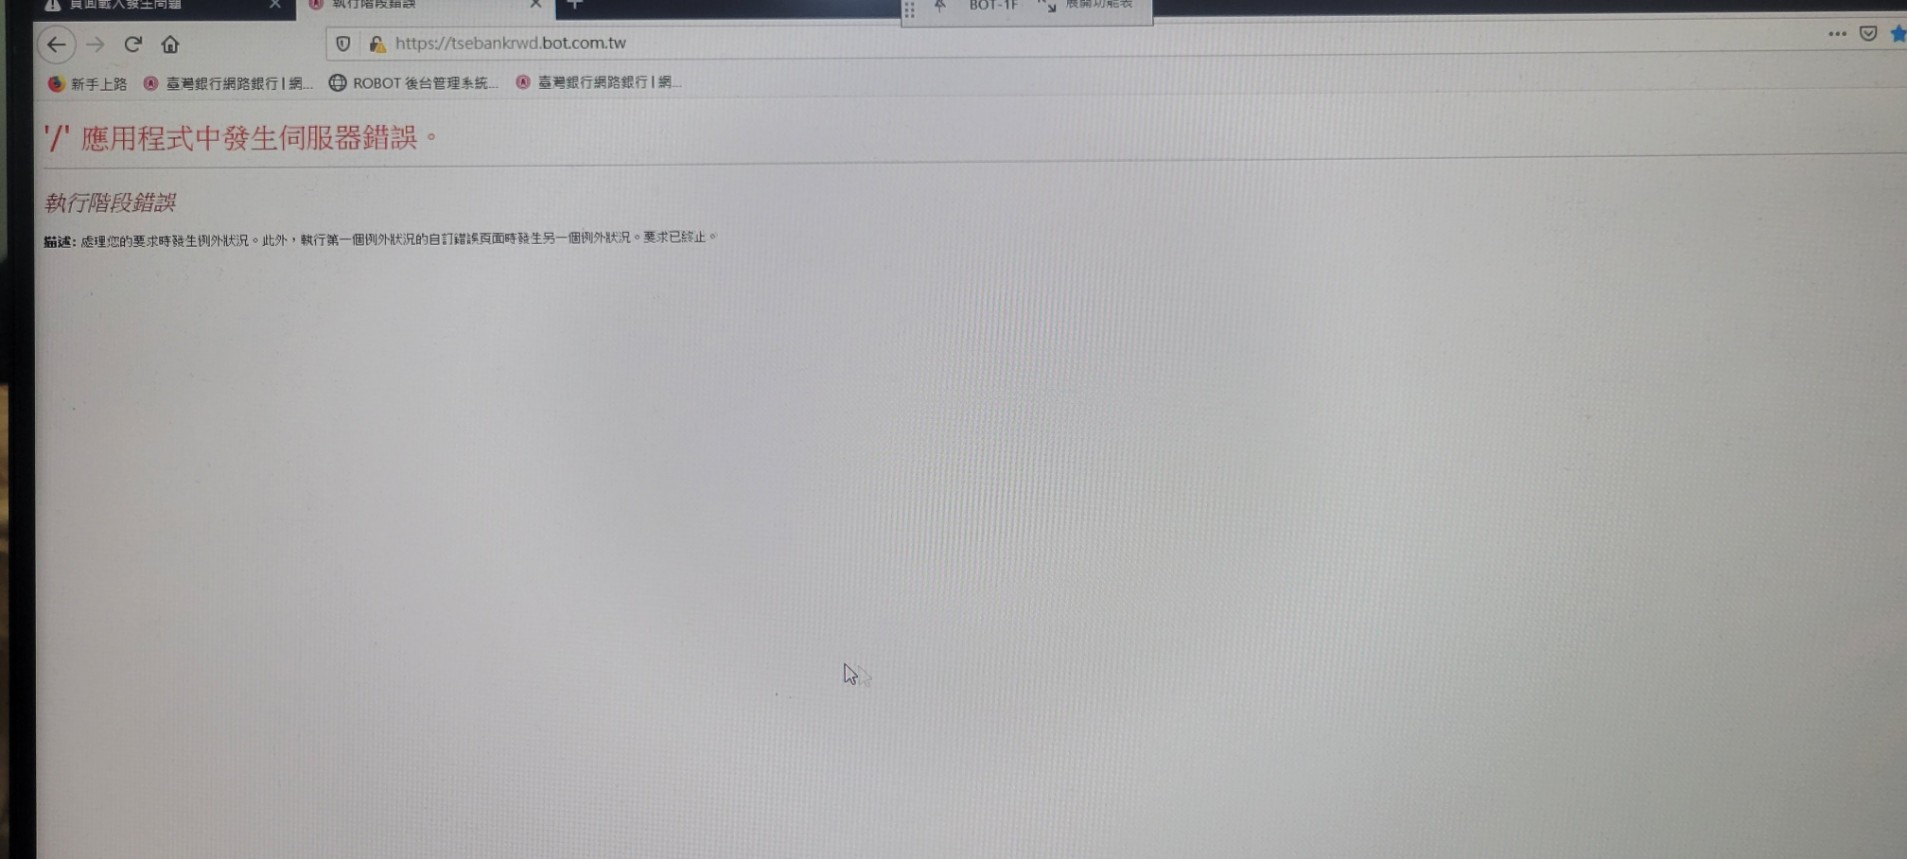 頁面載入發生問題
執行階段錯誤
BOT-1F
展開功能表
https://tsebankrwd.bot.com.tw
新手上路
臺灣銀行網路銀行 | 網...
ROBOT 後台管理系統...
臺灣銀行網路銀行 | 網...
'/' 應用程式中發生伺服器錯誤。
執行階段錯誤
描述: 處理您的要求時發生例外狀況。此外，執行第一個例外狀況的自訂錯誤頁面時發生另一個例外狀況。要求已終止。